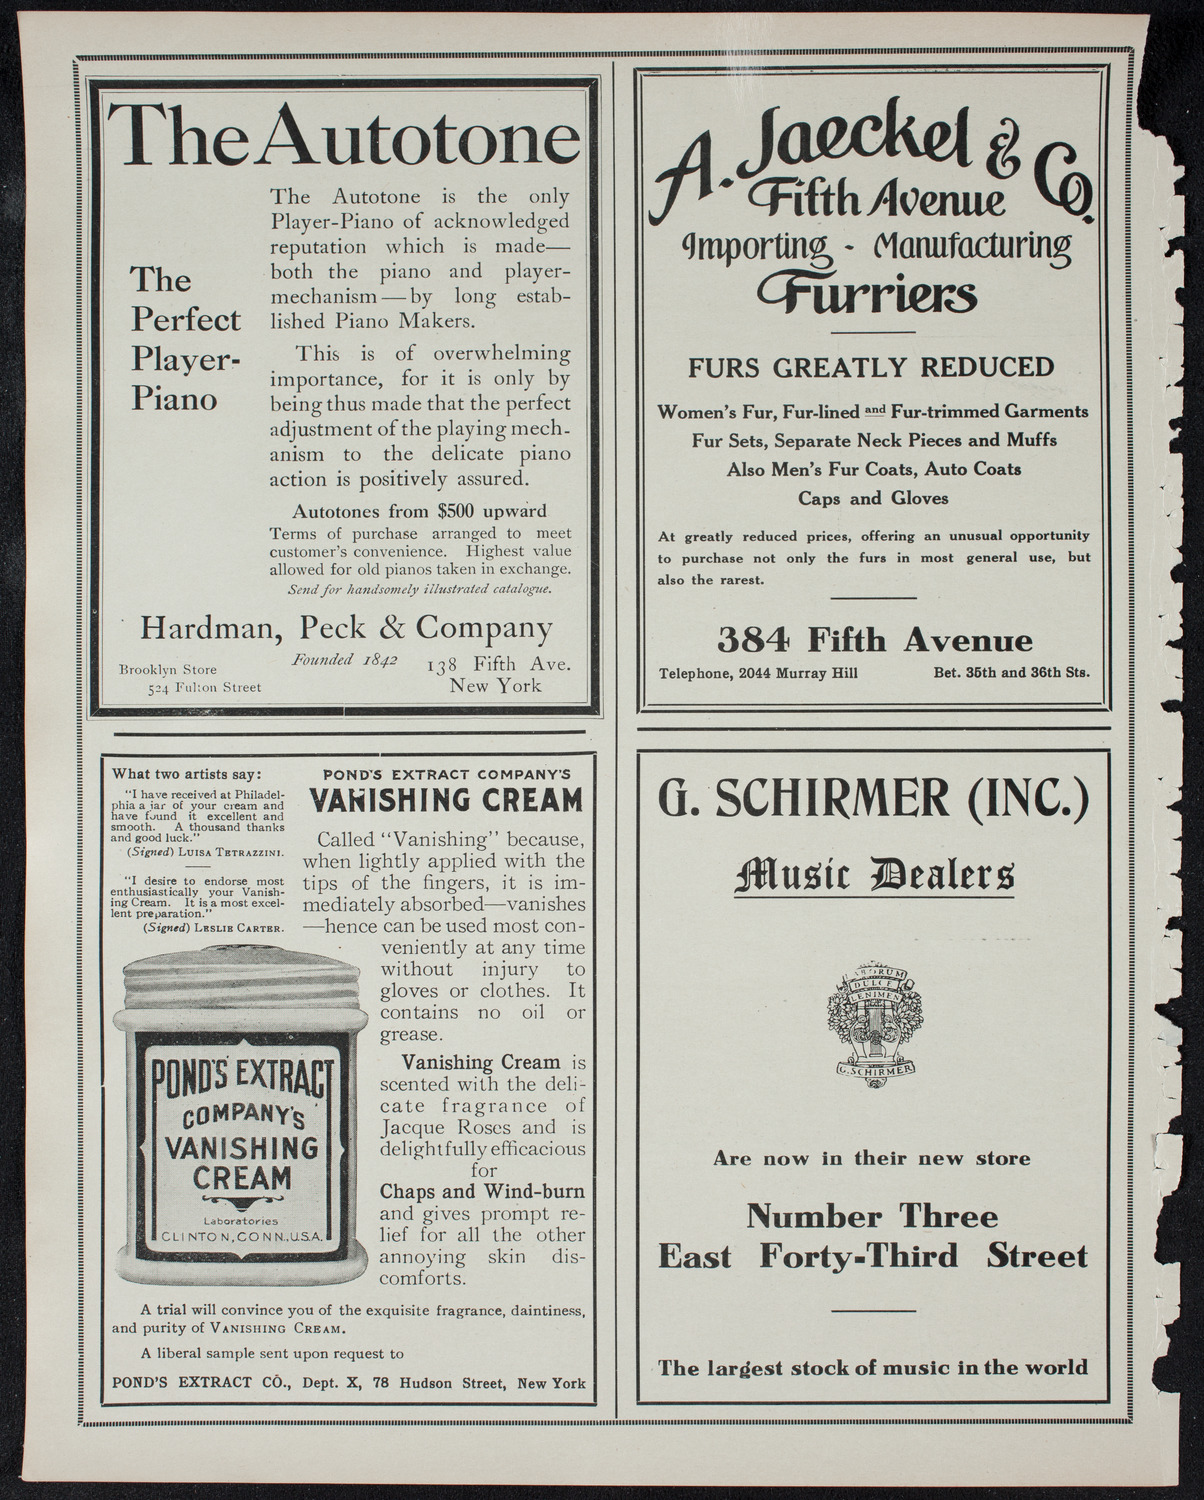 The Autotone
The
Perfect
Player-
Piano
The Autotone is the only
Player-Piano of acknowledged
reputation which is made—
both the piano and player-
mechanism—by long estab-
lished Piano Makers.
This is of overwhelming
importance, for it is only by
being thus made that the perfect
adjustment of the playing mech-
anism to the delicate piano
action is positively assured.
Autotones from $500 upward
Terms of purchase arranged to meet
customer's convenience. Highest value
allowed for old pianos taken in exchange.
Send for handsomely illustrated catalogue.
Hardman, Peck & Company
Founded 1842
Brooklyn Store
524 Fulton Street
138 Fifth Ave.
New York
A. Jaeckel & Co.
Fifth Avenue
Importing - Manufacturing
Furriers
FURS GREATLY REDUCED
Women's Fur, Fur-lined and Fur-trimmed Garments
Fur Sets, Separate Neck Pieces and Muffs
Also Men's Fur Coats, Auto Coats
Caps and Gloves
At greatly reduced prices, offering an unusual opportunity
to purchase not only the furs in most general use, but
also the rarest.
384 Fifth Avenue
Telephone, 2044 Murray Hill Bet. 35th and 36th Sts.
What two artists say:
"I have received at Philadel-
phia a jar of your cream and
have found it excellent and
smooth. A thousand thanks
and good luck."
(Signed) LUISA TETRAZZINI.
"I desire to endorse most
enthusiastically your Vanish-
ing Cream. It is a most excel-
lent preparation."
(Signed) LESLIE CARTER.
POND'S EXTRACT COMPANY'S
VANISHING CREAM
Called "Vanishing" because,
when lightly applied with the
tips of the fingers, it is im-
mediately absorbed—vanishes
—hence can be used most con-
veniently at any time
without injury to
gloves or clothes. It
contains no oil or
grease.
Vanishing Cream is
scented with the deli-
cate fragrance of
Jacque Roses and is
delightfully efficacious
for
Chaps and Wind-burn
and gives prompt re-
lief for all the other
annoying skin dis-
comforts.
POND'S EXTRACT
COMPANY'S
VANISHING
CREAM
Laboratories
CLINTON, CONN., U.S.A.
A trial will convince you of the exquisite fragrance, daintiness,
and purity of VANISHING CREAM.
A liberal sample sent upon request to
POND'S EXTRACT CO., Dept. X, 78 Hudson Street, New York
G. SCHIRMER (INC.)
Music Dealers
LABORUM
DULCE
LENIMEN
G. SCHIRMER
Are now in their new store
Number Three
East Forty-Third Street
The largest stock of music in the world